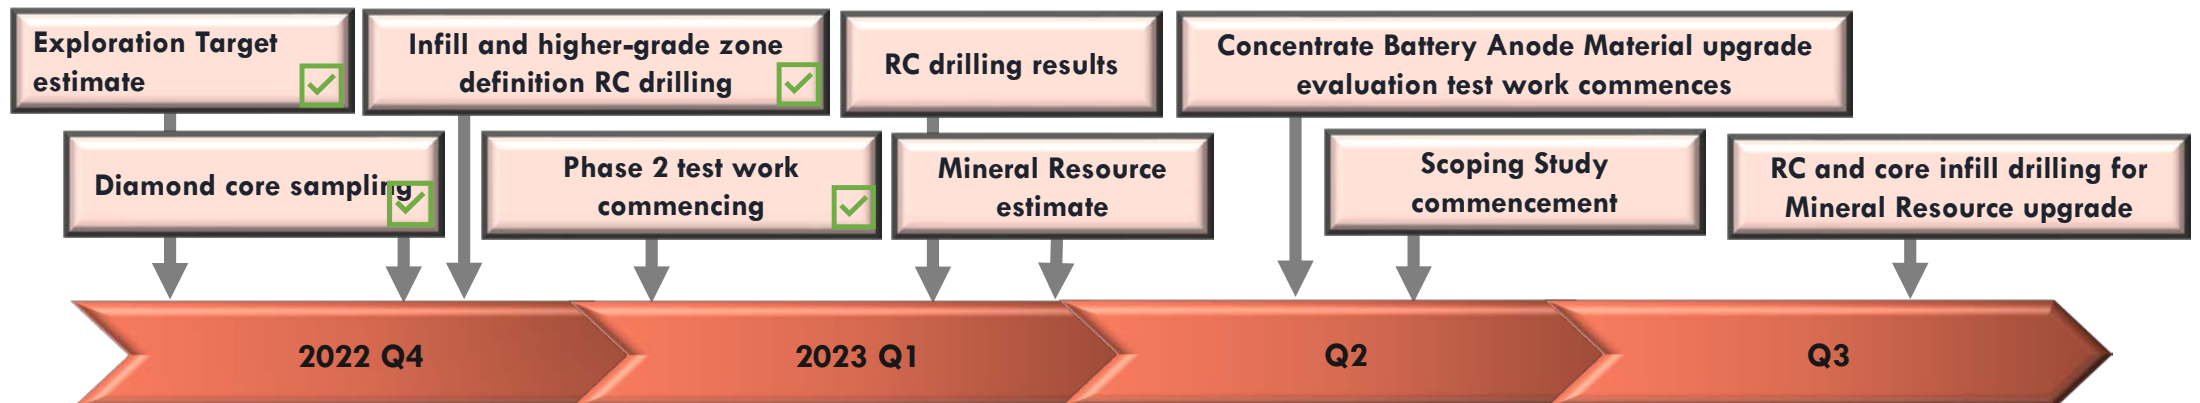 Exploration Target
estimate
Infill and higher-grade zone
definition RC drilling
RC drilling results
Concentrate Battery Anode Material upgrade
evaluation test work commences
Diamond core sampling
Phase 2 test work
commencing
Mineral Resource
estimate
Scoping Study
commencement
RC and core infill drilling for
Mineral Resource upgrade
2022 Q4
2023 Q1
Q2
Q3